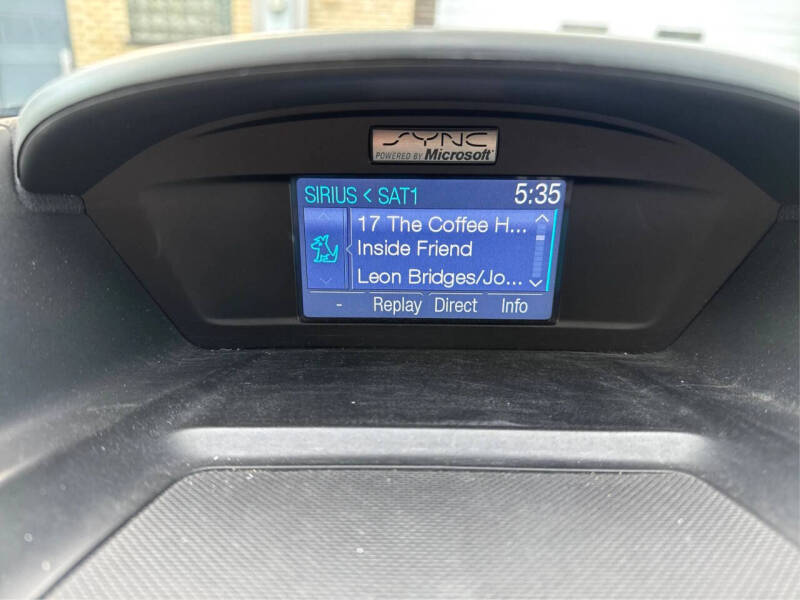 SYNC
POWERED BY Microsoft
SIRIUS < SAT1 5:35
17 The Coffee H...
Inside Friend
Leon Bridges/Jo...
- Replay Direct Info